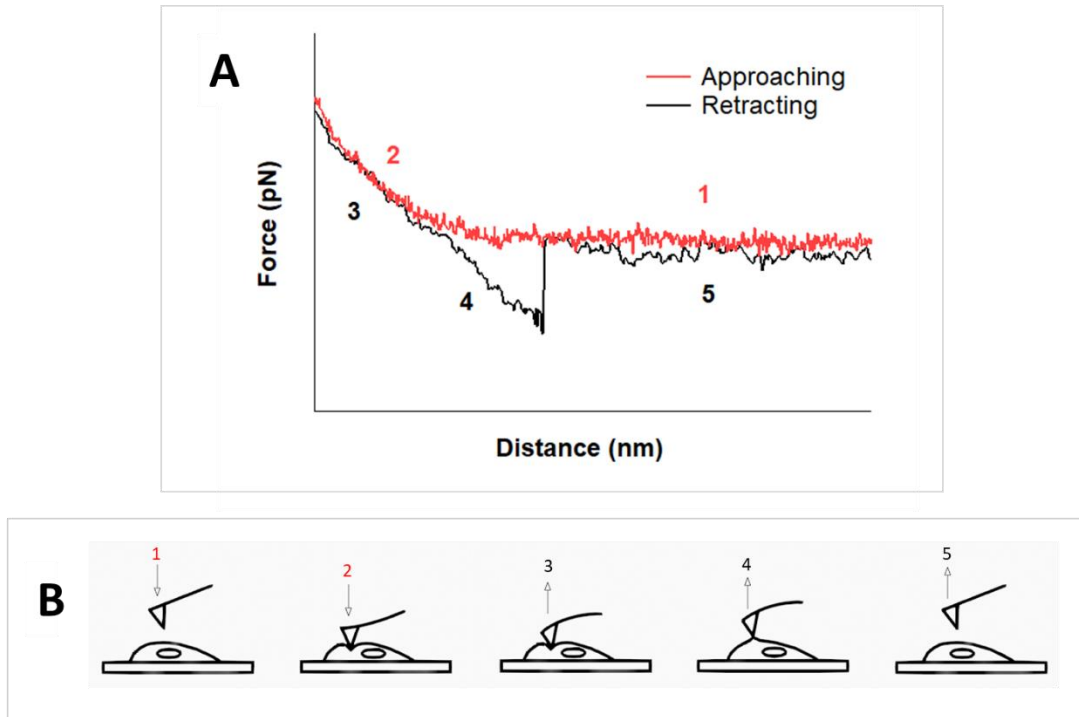 A
Approaching
Retracting
2
1
3
4
5
Force (pN)
Distance (nm)
B
1
2
3
4
5